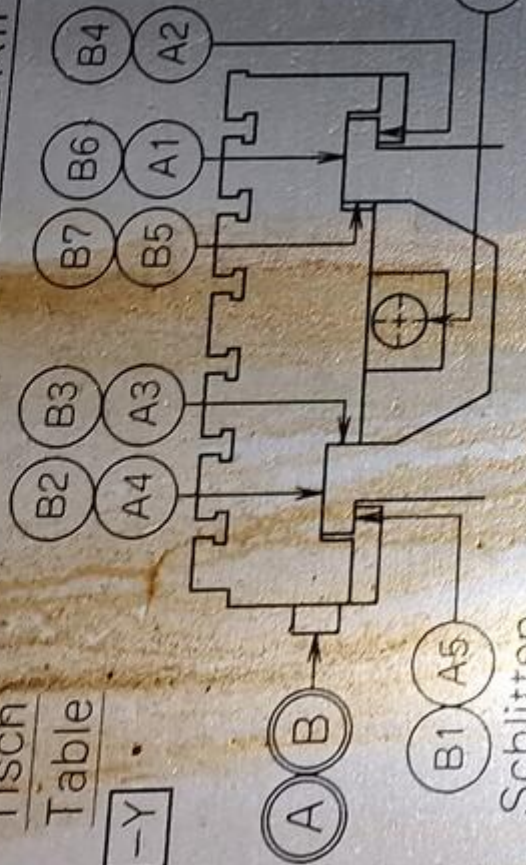 Tisch
Table
-Y
B2 B3 B7 B6 B4
A4 A3 B5 A1 A2
A B
B1 A5
Schlitten